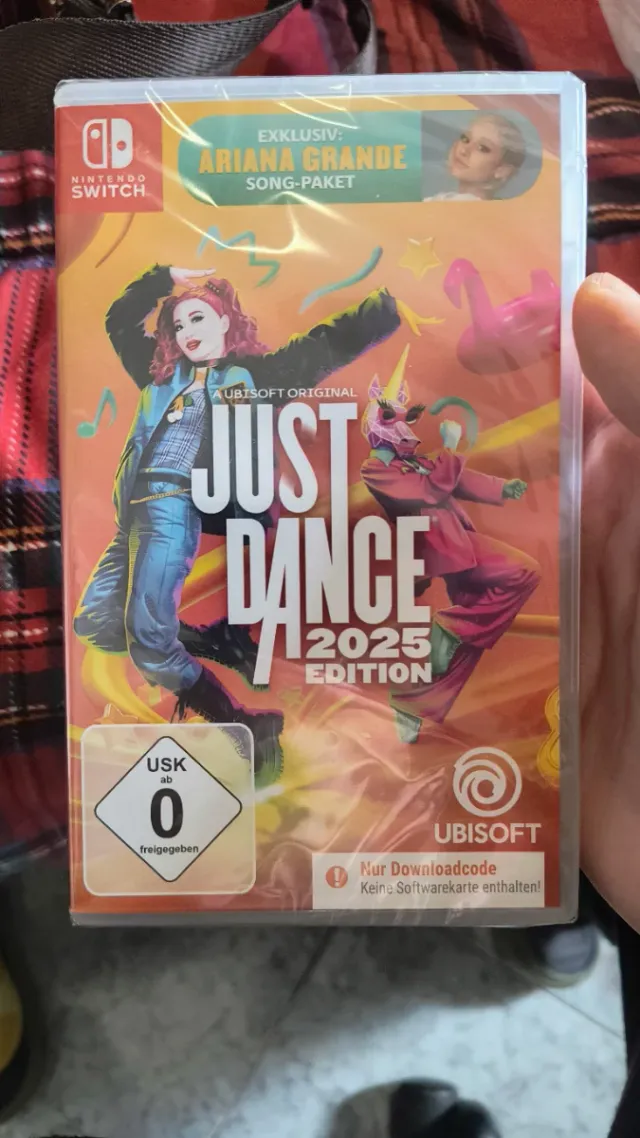 NINTENDO
SWITCH
EXKLUSIV:
ARIANA GRANDE
SONG-PAKET
A UBISOFT ORIGINAL
JUST
DANCE
2025
EDITION
USK
ab
0
freigegeben
UBISOFT
Nur Downloadcode
Keine Softwarekarte enthalten!